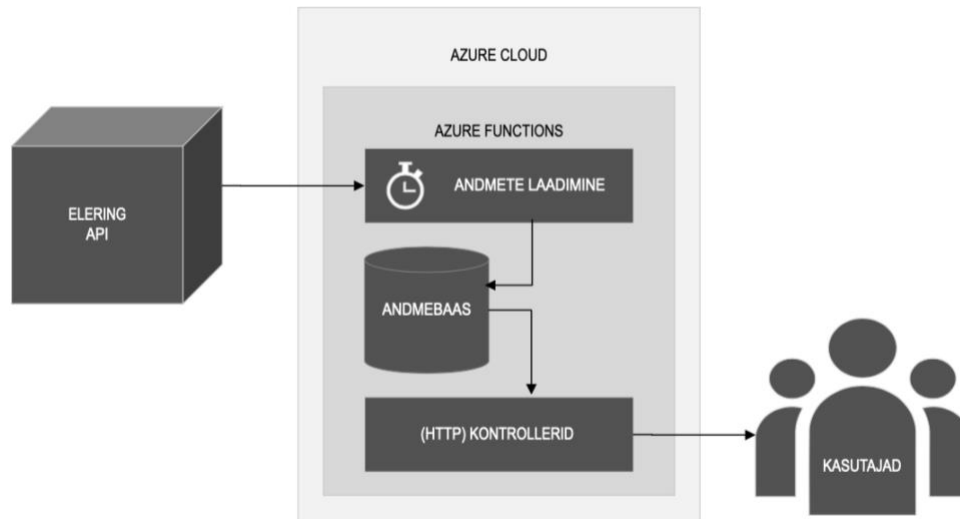 AZURE CLOUD
AZURE FUNCTIONS
ANDMETE LAADIMINE
ELERING
API
ANDMEBAAS
(HTTP) KONTROLLERID
KASUTAJAD